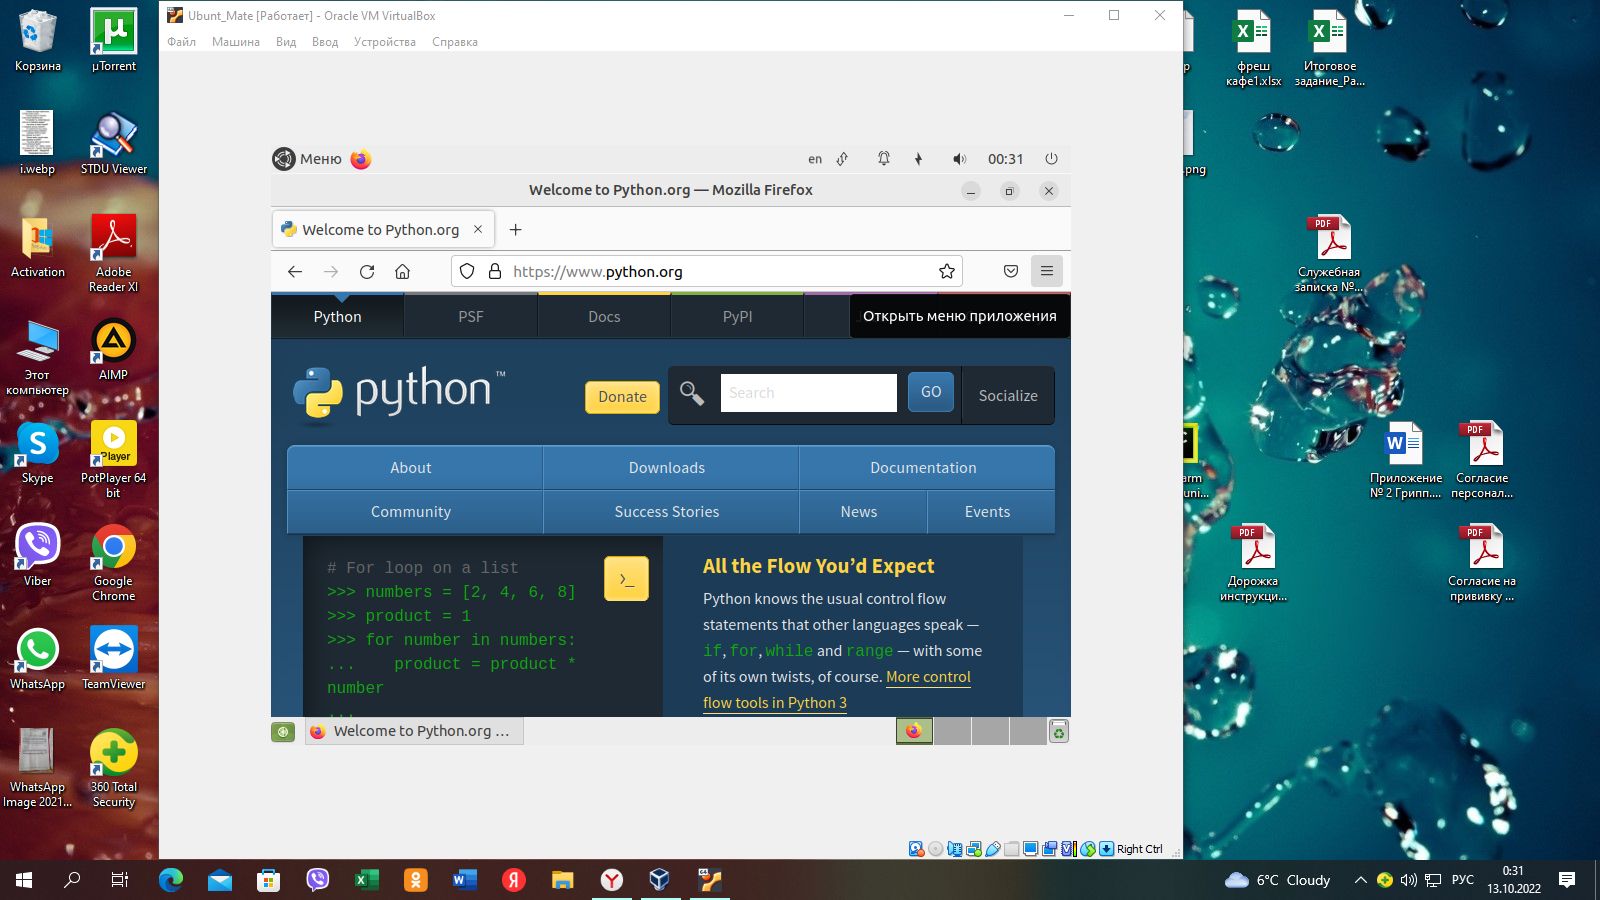 Ubunt_Mate [Работает] - Oracle VM VirtualBox
Файл Машина Вид Ввод Устройства Справка
Корзина
µTorrent
i.webp
STDU Viewer
Activation
Adobe
Reader XI
Этот
компьютер
AIMP
Skype
Player
PotPlayer 64
bit
Viber
Google
Chrome
WhatsApp
TeamViewer
WhatsApp
Image 2021...
360 Total
Security
Меню
en
00:31
Welcome to Python.org — Mozilla Firefox
Welcome to Python.org
https://www.python.org
Python PSF Docs PyPI
Открыть меню приложения
python™
Donate
Search
GO
Socialize
About Downloads Documentation
Community Success Stories News Events
# For loop on a list
>>> numbers = [2, 4, 6, 8]
>>> product = 1
>>> for number in numbers:
... product = product *
number
...
>_
All the Flow You’d Expect
Python knows the usual control flow
statements that other languages speak —
if, for, while and range — with some
of its own twists, of course. More control
flow tools in Python 3
Welcome to Python.org ...
Right Ctrl
фреш
кафе1.xlsx
Итоговое
задание_Ра...
.png
PDF
Служебная
записка №...
Приложение
№ 2 Грипп....
PDF
Согласие
персонал...
PDF
Дорожка
инструкци...
PDF
Согласие на
прививку ...
6°C Cloudy
РУС
0:31
13.10.2022